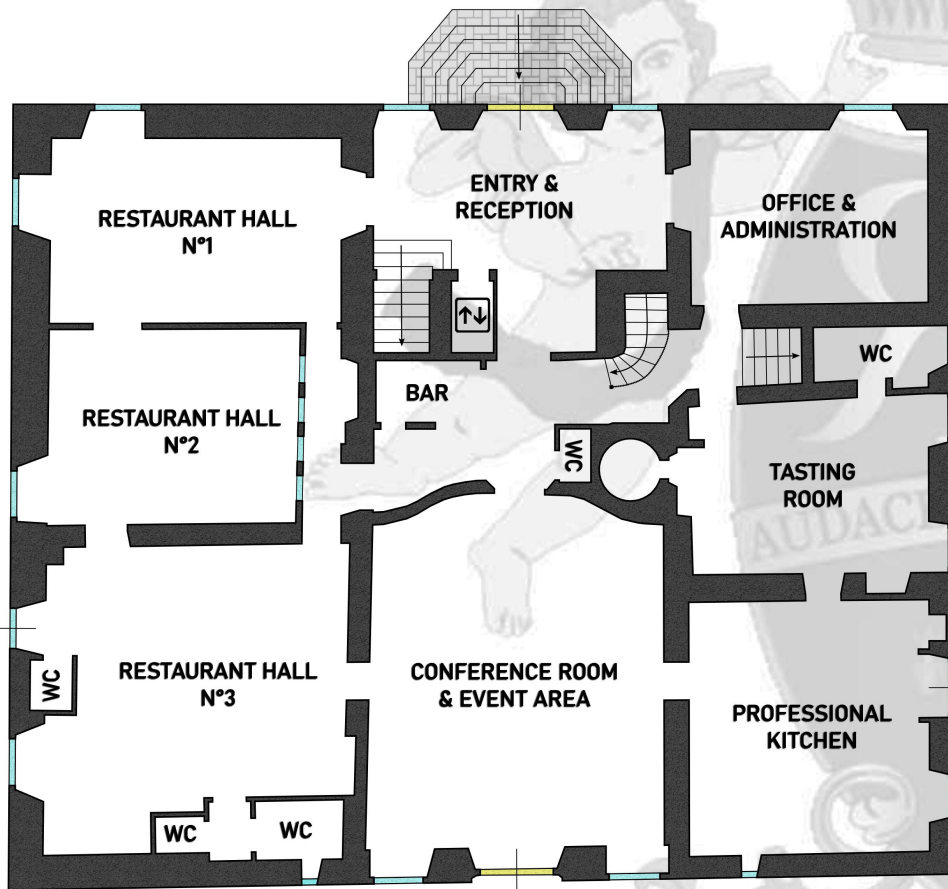 ENTRY &
RECEPTION
OFFICE &
ADMINISTRATION
RESTAURANT HALL
N°1
WC
BAR
RESTAURANT HALL
N°2
WC
TASTING
ROOM
RESTAURANT HALL
N°3
WC
CONFERENCE ROOM
& EVENT AREA
PROFESSIONAL
KITCHEN
WC
WC